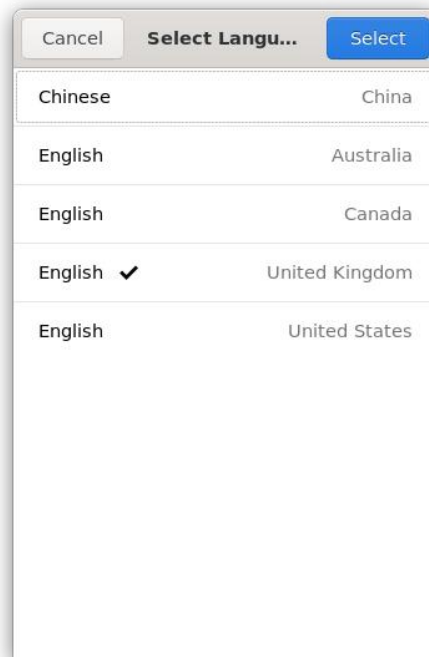 Cancel Select Langu... Select
Chinese China
English Australia
English Canada
English ✔ United Kingdom
English United States